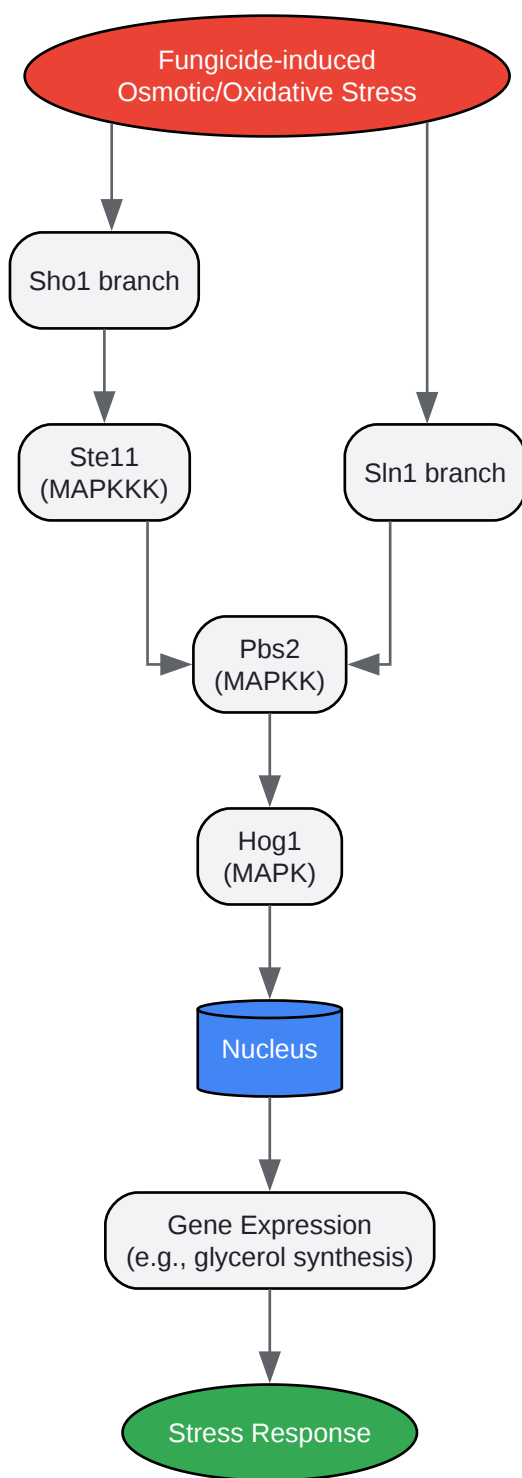 Fungicide-induced
Osmotic/Oxidative Stress
Sho1 branch
Ste11
(MAPKKK)
Sln1 branch
Pbs2
(MAPKK)
Hog1
(MAPK)
Nucleus
Gene Expression
(e.g., glycerol synthesis)
Stress Response